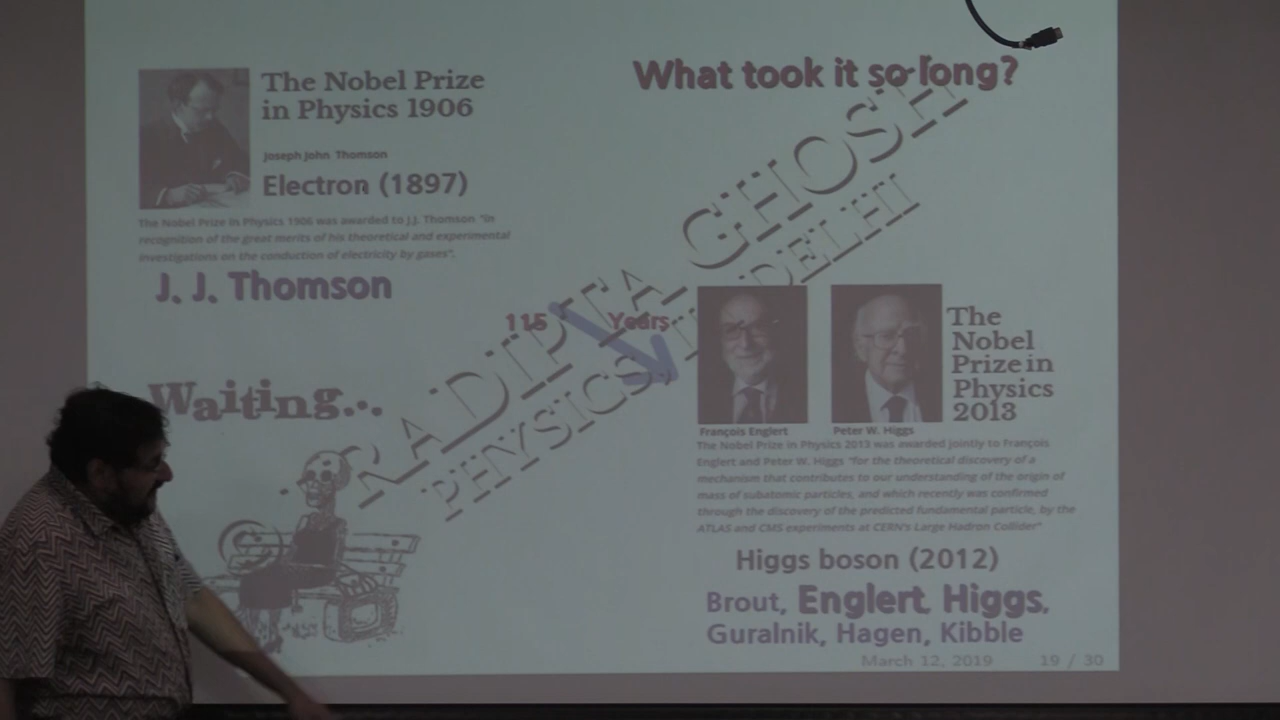 The Nobel Prize
in Physics 1906
Joseph John Thomson
Electron (1897)
The Nobel Prize in Physics 1906 was awarded to J.J. Thomson "in
recognition of the great merits of his theoretical and experimental
investigations on the conduction of electricity by gases".
J. J. Thomson
What took it so long?
115 Years
Waiting...
RADIPTA GHOSH
PHYSICS DELHI
François Englert
Peter W. Higgs
The
Nobel
Prize in
Physics
2013
The Nobel Prize in Physics 2013 was awarded jointly to François
Englert and Peter W. Higgs "for the theoretical discovery of a
mechanism that contributes to our understanding of the origin of
mass of subatomic particles, and which recently was confirmed
through the discovery of the predicted fundamental particle, by the
ATLAS and CMS experiments at CERN's Large Hadron Collider"
Higgs boson (2012)
Brout, Englert, Higgs,
Guralnik, Hagen, Kibble
March 12, 2019 19 / 30